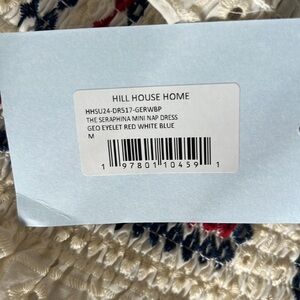 HILL HOUSE HOME
HHSU24-DR517-GERWBP
THE SERAPHINA MINI NAP DRESS
GEO EYELET RED WHITE BLUE
M
1 97801 10459 1